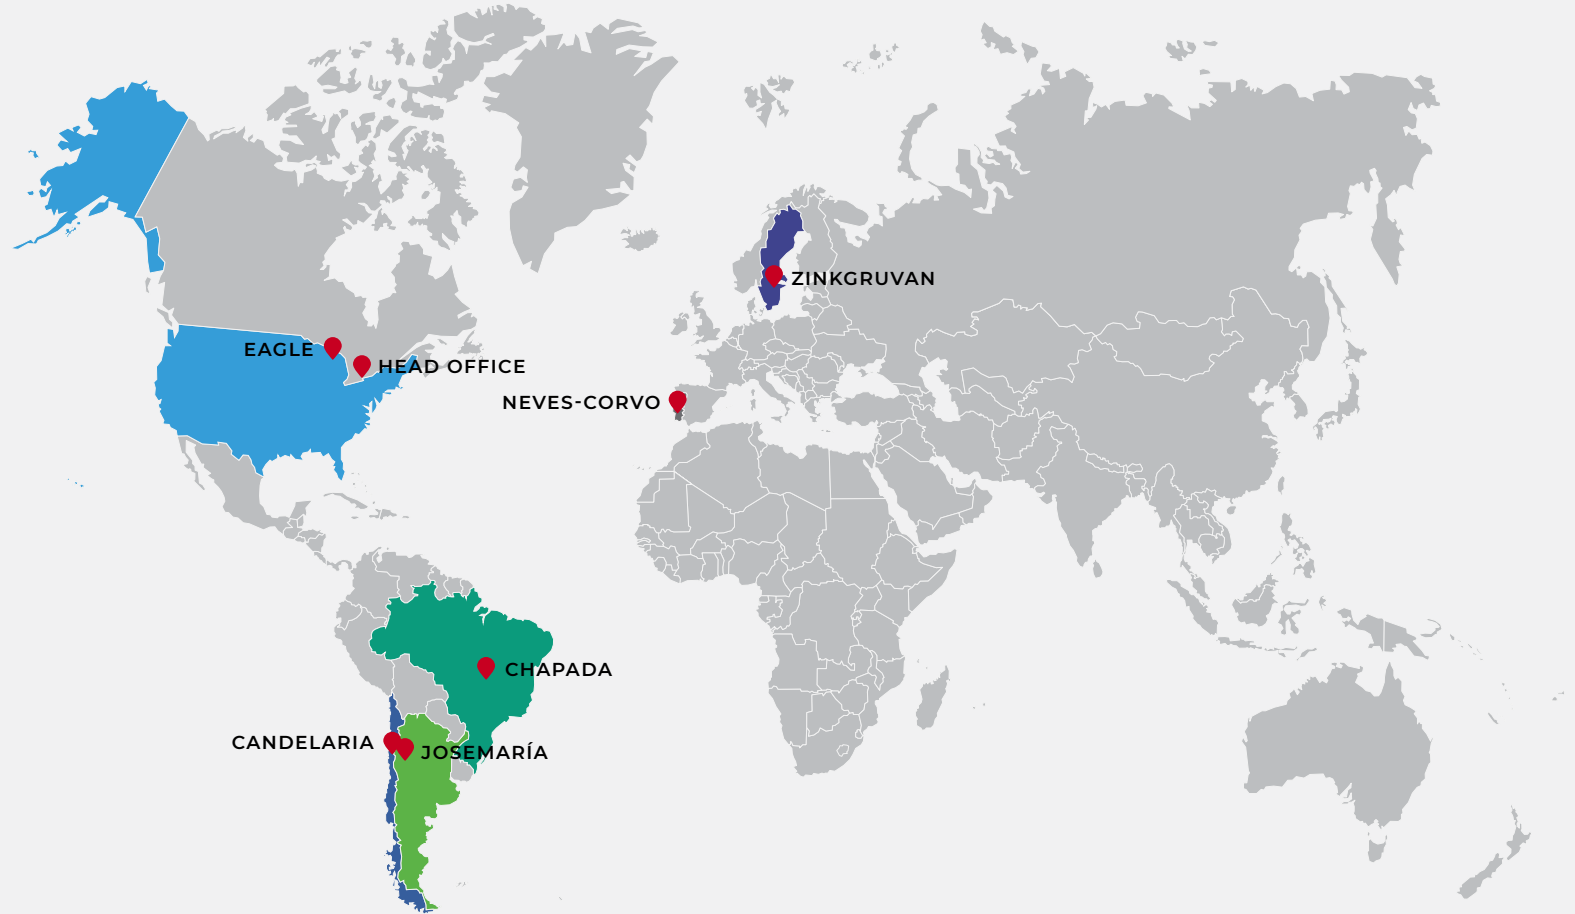 ZINKGRUVAN
EAGLE
HEAD OFFICE
NEVES-CORVO
CHAPADA
CANDELARIA
JOSEMARÍA